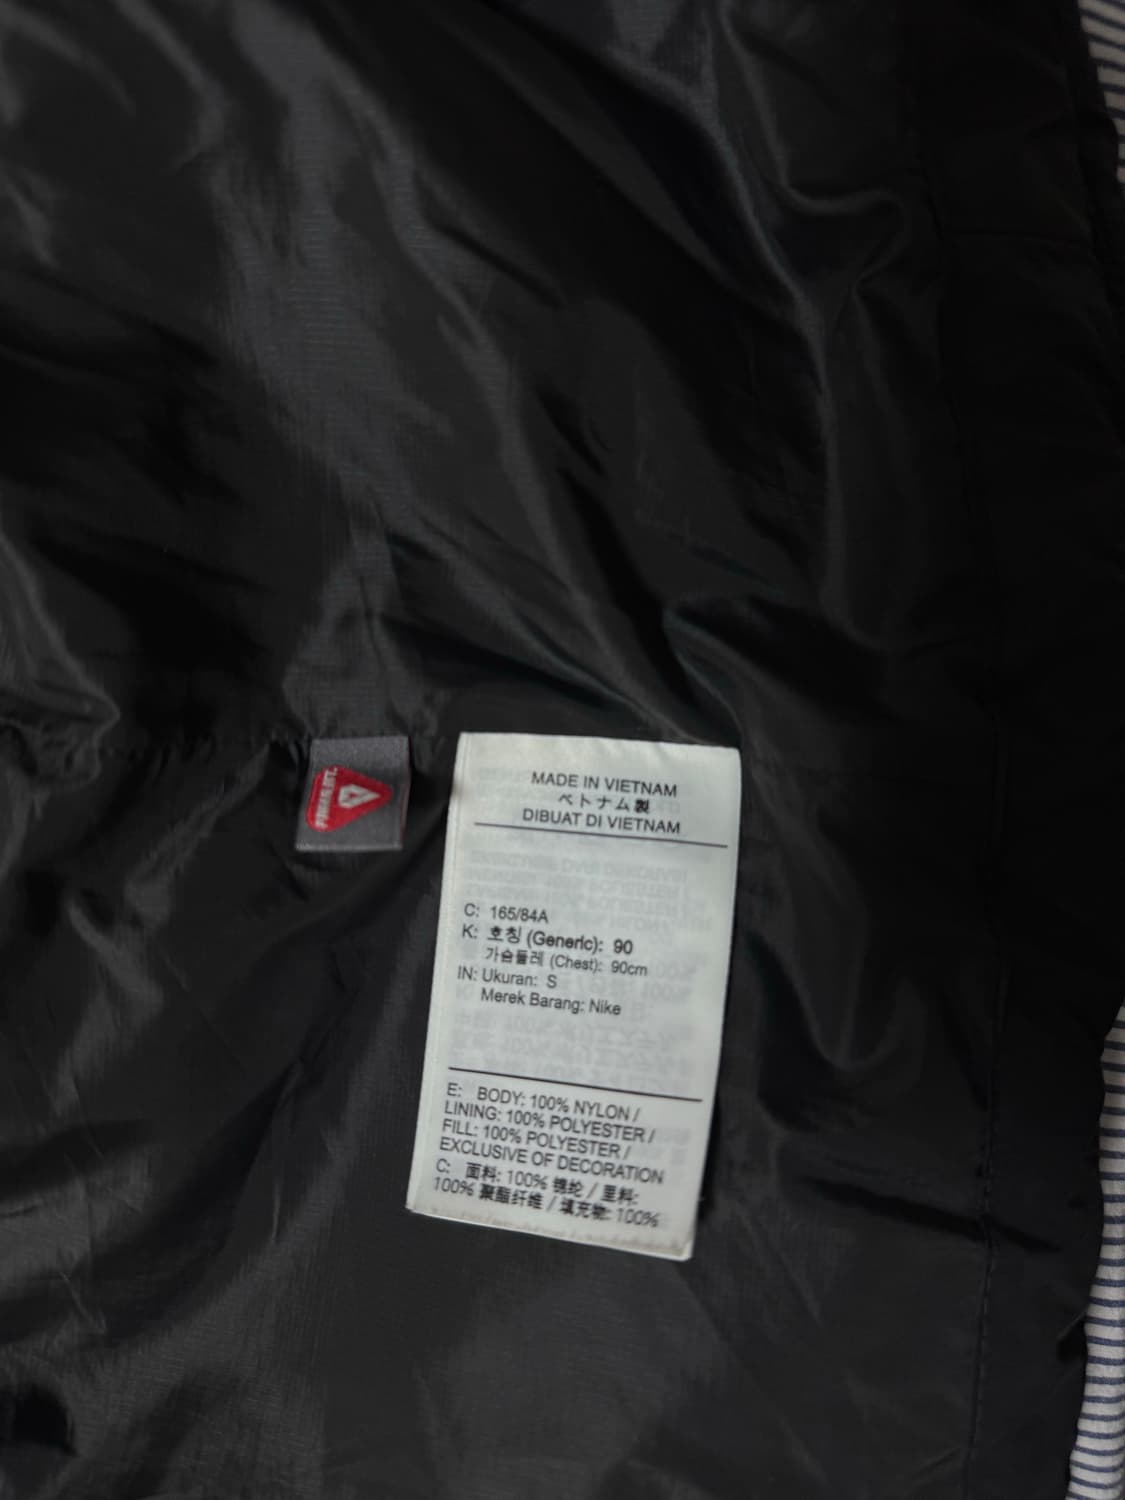 PRIMALOFT
MADE IN VIETNAM
ベトナム製
DIBUAT DI VIETNAM
C: 165/84A
K: 호칭 (Generic): 90
가슴둘레 (Chest): 90cm
IN: Ukuran: S
Merek Barang: Nike
E: BODY: 100% NYLON /
LINING: 100% POLYESTER /
FILL: 100% POLYESTER /
EXCLUSIVE OF DECORATION
C: 面料: 100% 锦纶 / 里料:
100% 聚酯纤维 / 填充物: 100%